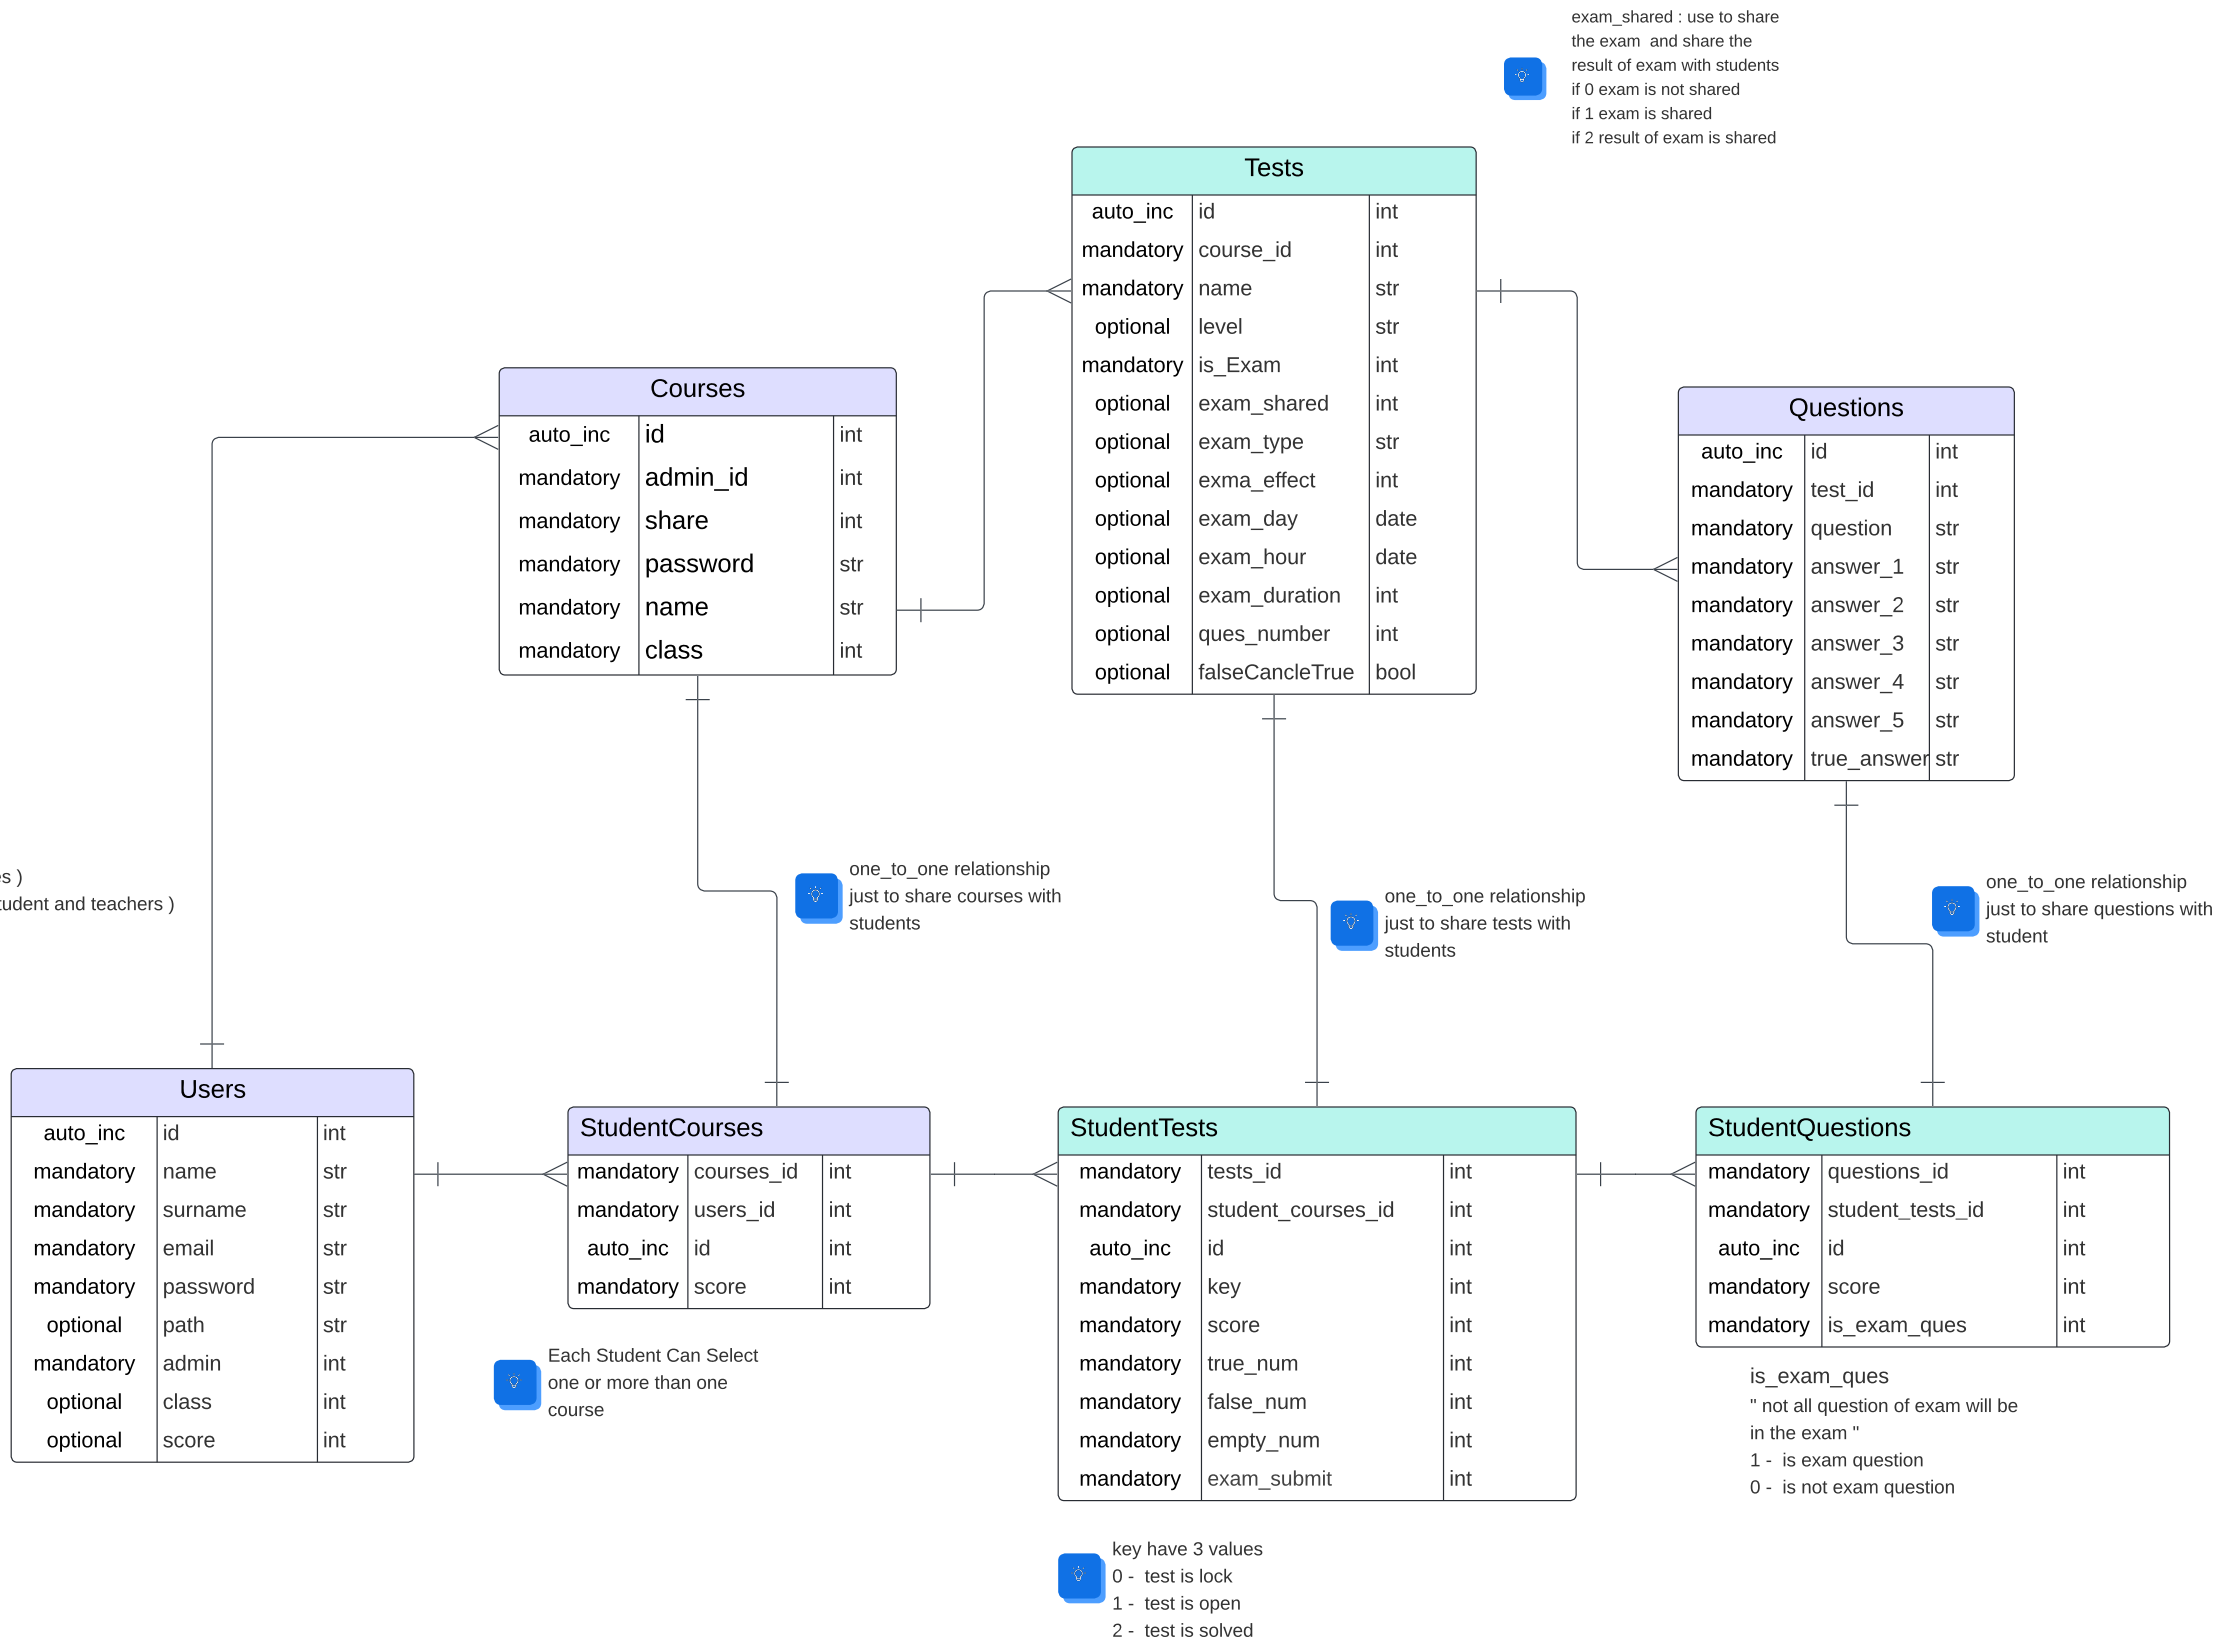 exam_shared : use to share
the exam  and share the
result of exam with students
if 0 exam is not shared
if 1 exam is shared
if 2 result of exam is shared
Tests
auto_inc id int
mandatory course_id int
mandatory name str
optional level str
mandatory is_Exam int
optional exam_shared int
optional exam_type str
optional exma_effect int
optional exam_day date
optional exam_hour date
optional exam_duration int
optional ques_number int
optional falseCancleTrue bool
Courses
auto_inc id int
mandatory admin_id int
mandatory share int
mandatory password str
mandatory name str
mandatory class int
Questions
auto_inc id int
mandatory test_id int
mandatory question str
mandatory answer_1 str
mandatory answer_2 str
mandatory answer_3 str
mandatory answer_4 str
mandatory answer_5 str
mandatory true_answer str
)
and teachers )
one_to_one relationship
just to share courses with
students
one_to_one relationship
just to share tests with
students
one_to_one relationship
just to share questions with
student
Users
auto_inc id int
mandatory name str
mandatory surname str
mandatory email str
mandatory password str
optional path str
mandatory admin int
optional class int
optional score int
StudentCourses
mandatory courses_id int
mandatory users_id int
auto_inc id int
mandatory score int
Each Student Can Select
one or more than one
course
StudentTests
mandatory tests_id int
mandatory student_courses_id int
auto_inc id int
mandatory key int
mandatory score int
mandatory true_num int
mandatory false_num int
mandatory empty_num int
mandatory exam_submit int
key have 3 values
0 -  test is lock
1 -  test is open
2 -  test is solved
StudentQuestions
mandatory questions_id int
mandatory student_tests_id int
auto_inc id int
mandatory score int
mandatory is_exam_ques int
is_exam_ques
" not all question of exam will be
in the exam "
1 -  is exam question
0 -  is not exam question